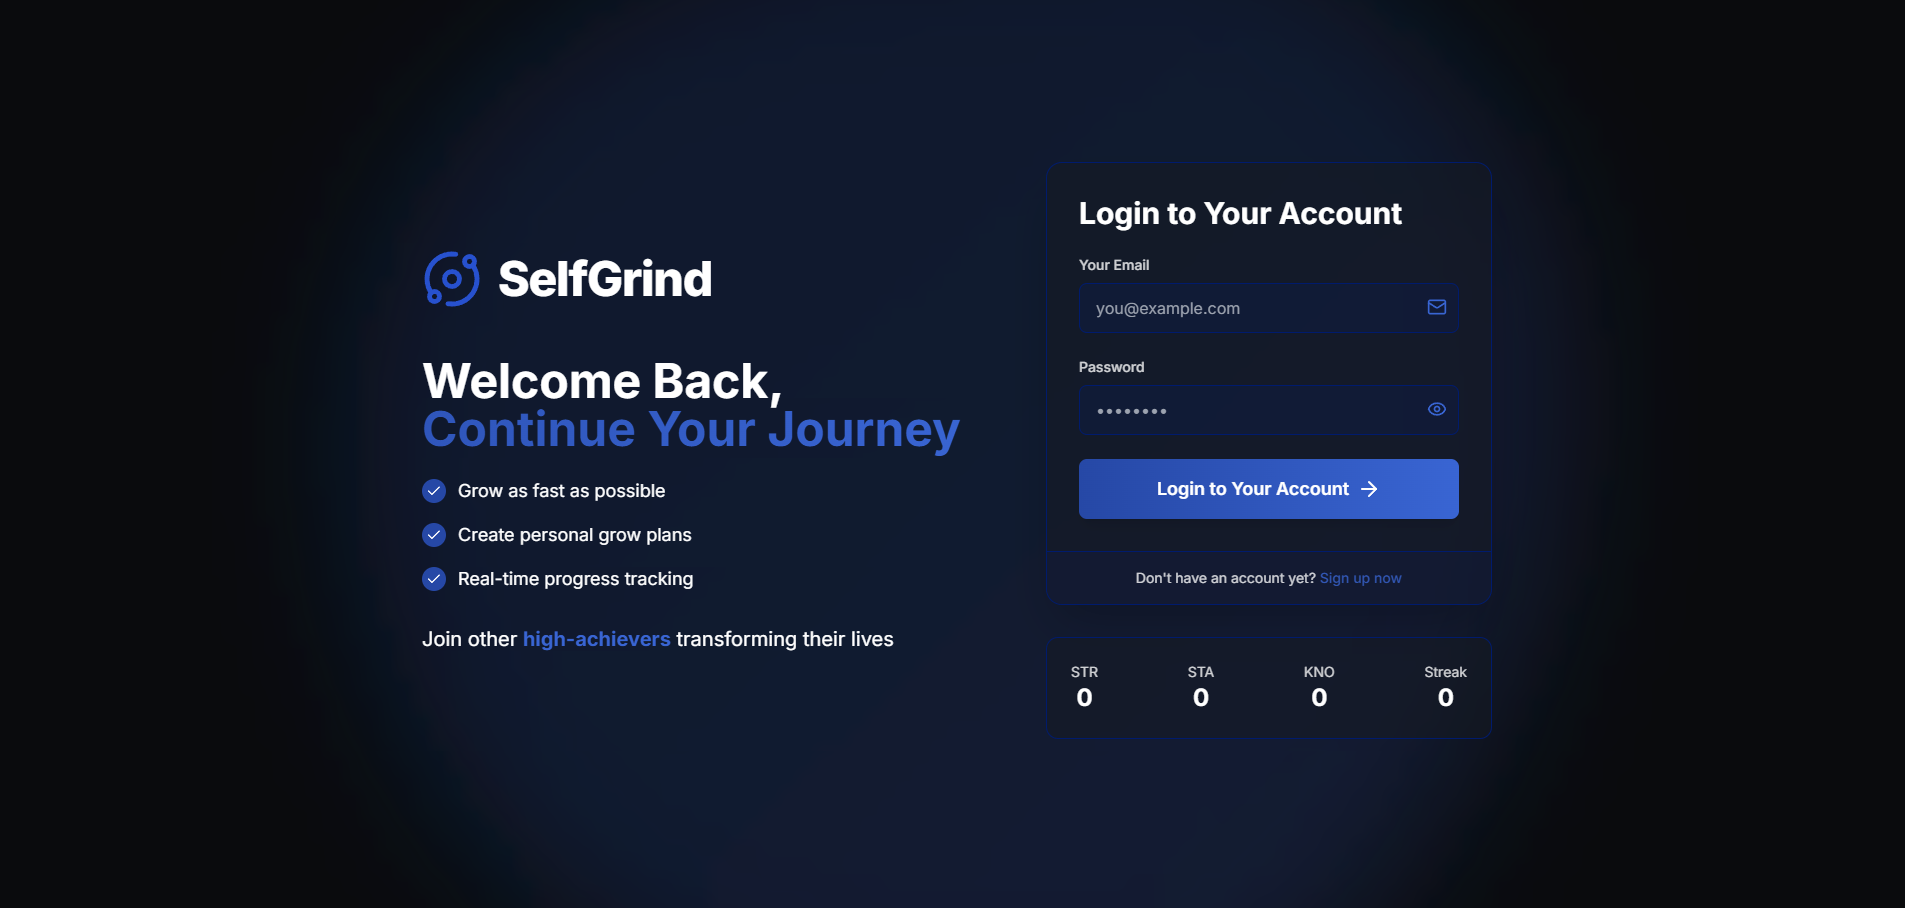 SelfGrind
Welcome Back,
Continue Your Journey
Grow as fast as possible
Create personal grow plans
Real-time progress tracking
Join other high-achievers transforming their lives
Login to Your Account
Your Email
you@example.com
Password
••••••••
Login to Your Account →
Don't have an account yet? Sign up now
STR STA KNO Streak
0 0 0 0